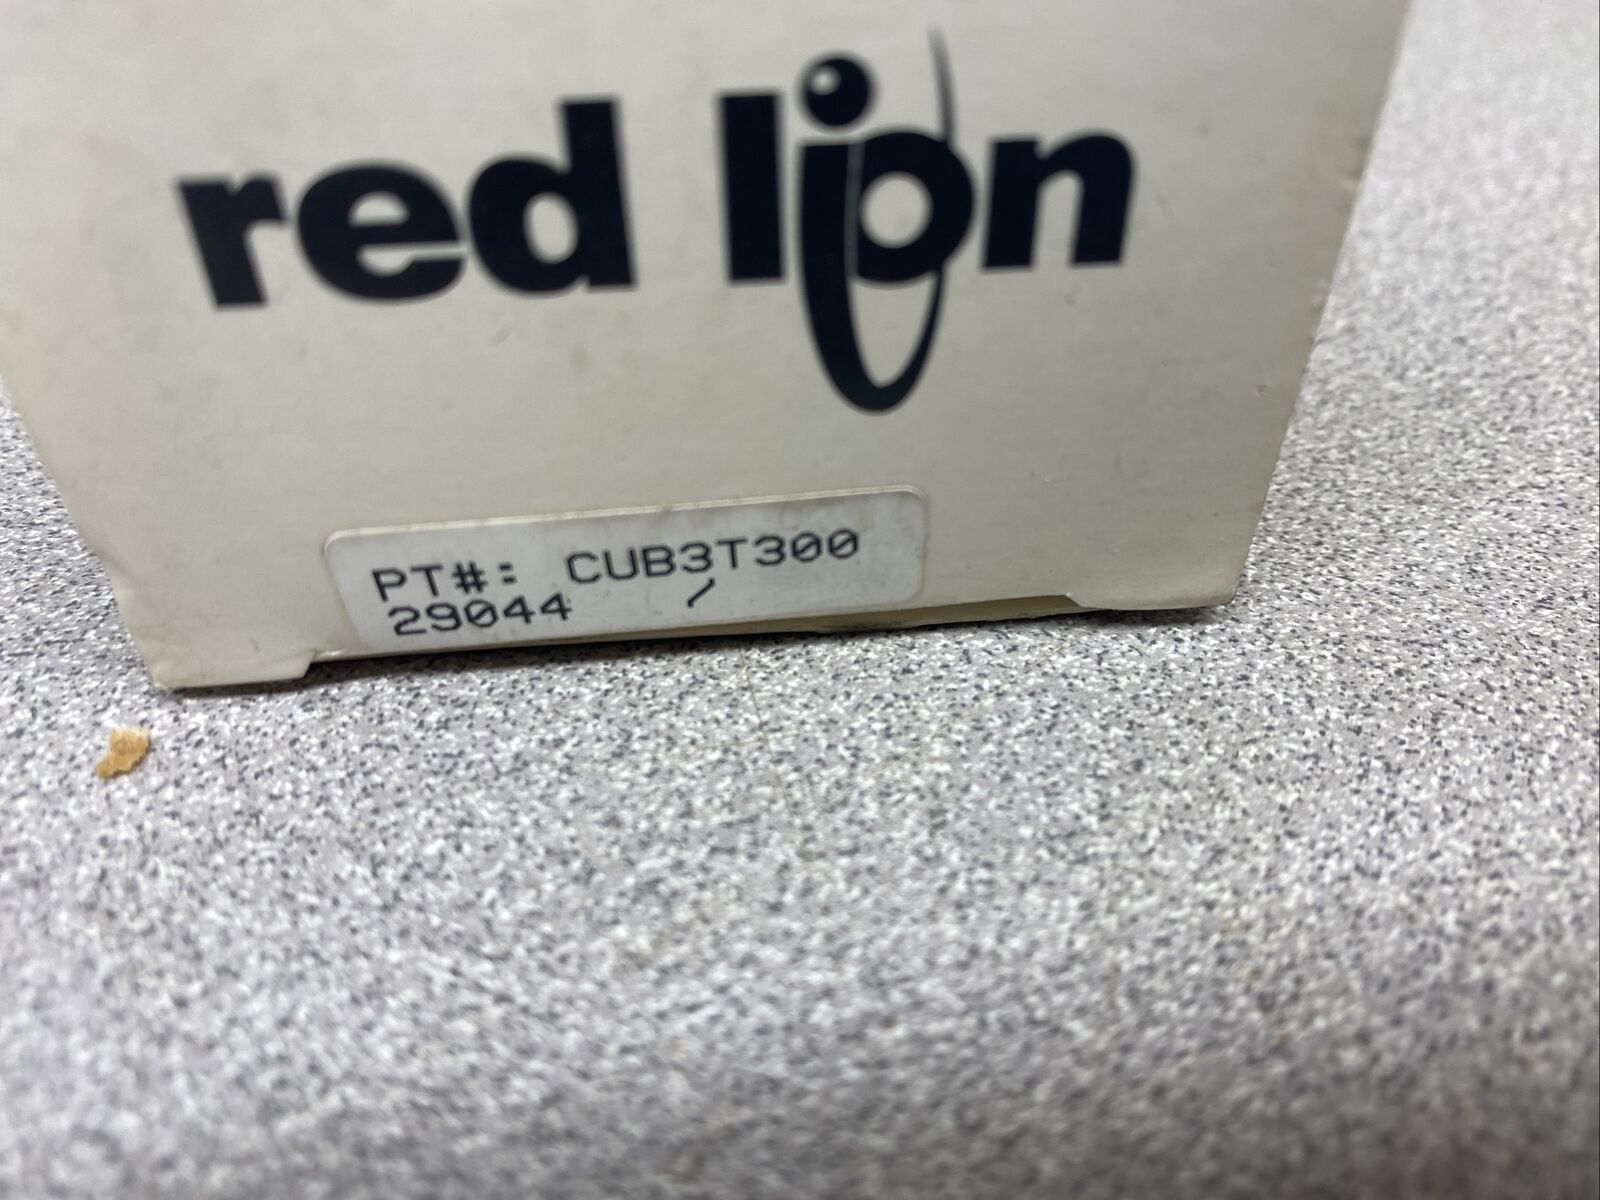 red lion
PT#: CUB3T300
29044 /